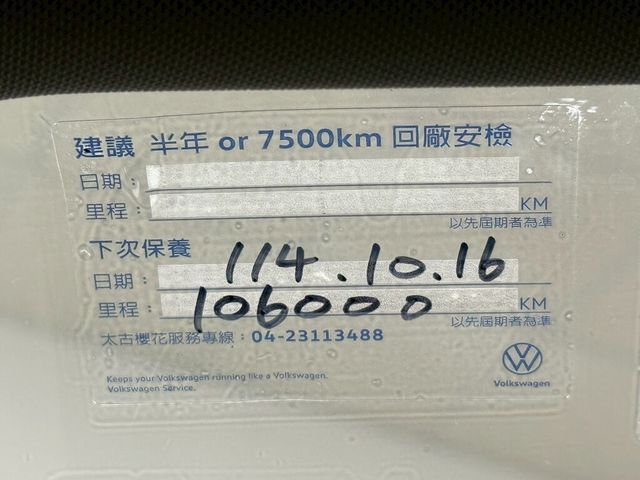 建議 半年 or 7500km 回廠安檢
日期:
里程: KM
以先屆期者為準
下次保養
日期: 114.10.16
里程: 106000 KM
以先屆期者為準
太古櫻花服務專線:04-23113488
Keeps your Volkswagen running like a Volkswagen.
Volkswagen Service.
Volkswagen